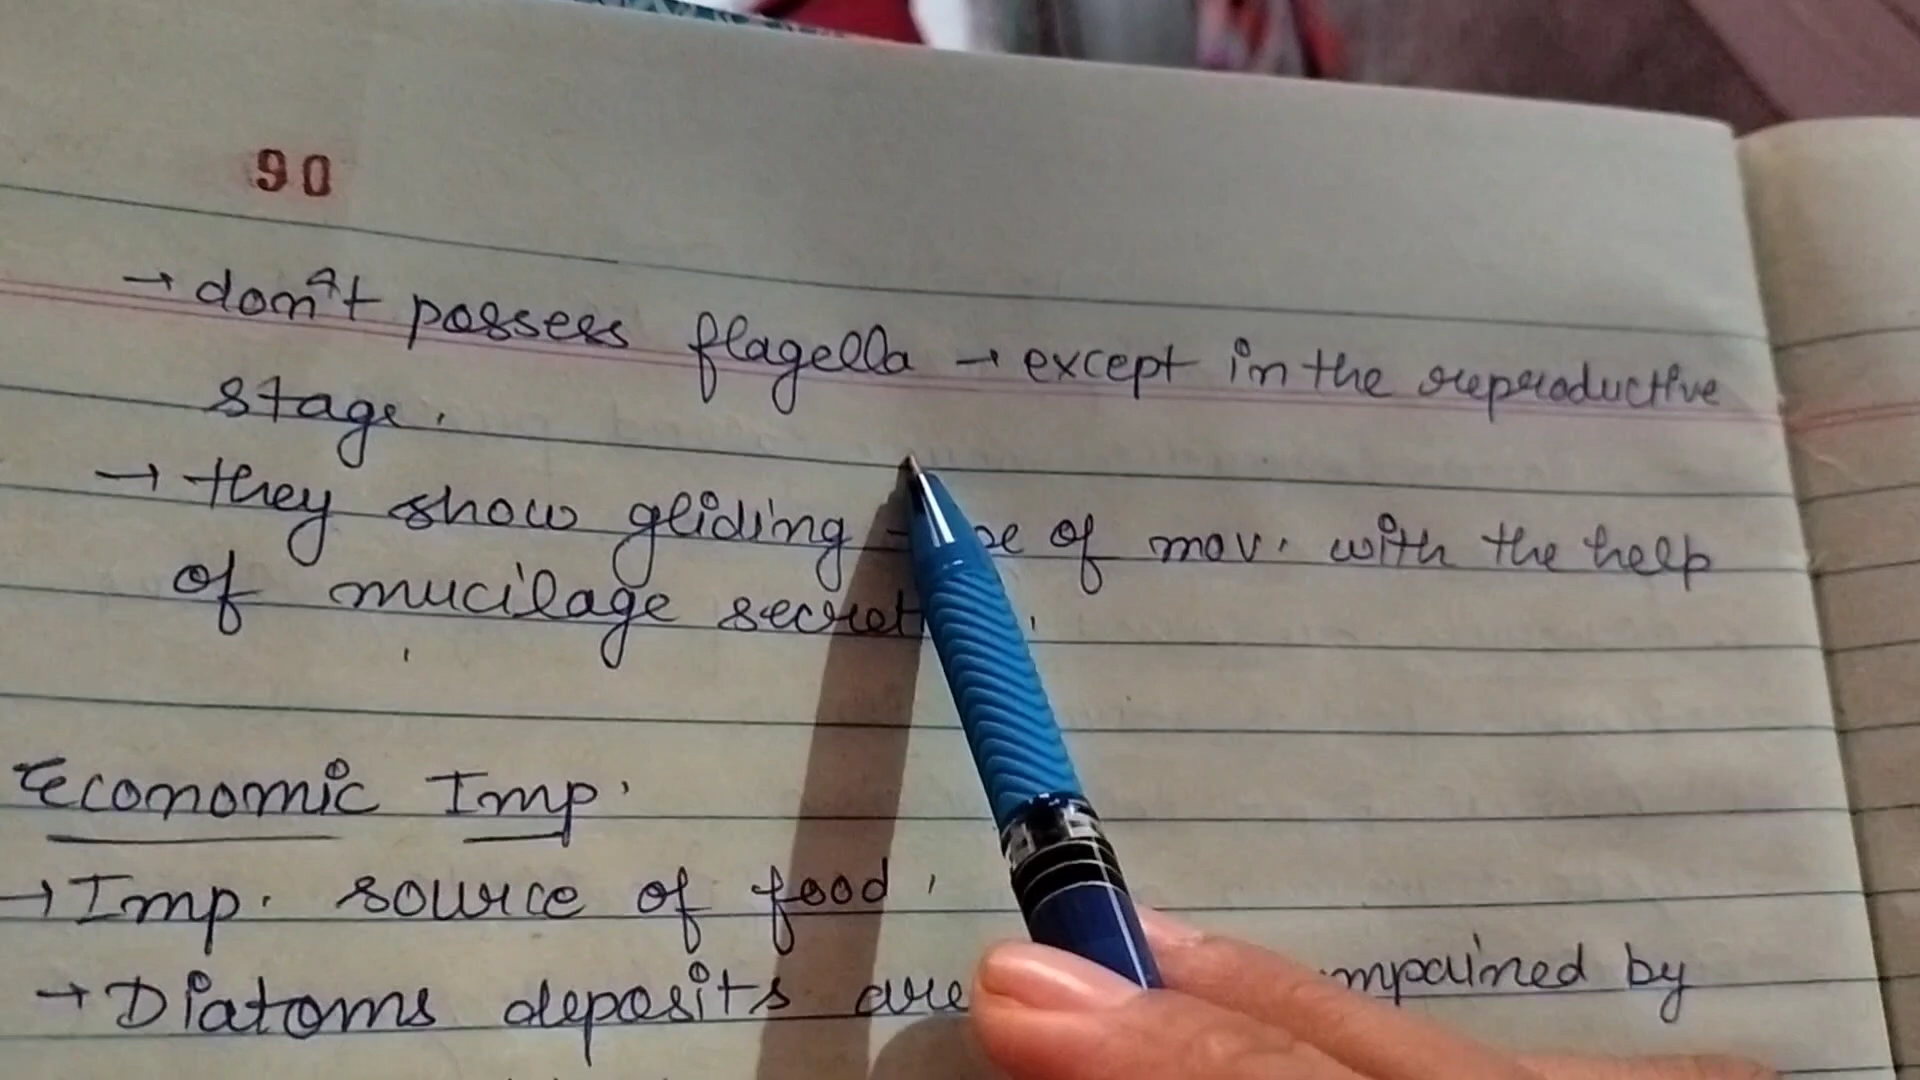 90
→ don't possess flagella → except in the reproductive
stage.
→ they show gliding of mov. with the help
of mucilage
Economic Imp.
→ Imp. source of food.
→ Diatoms deposits are by